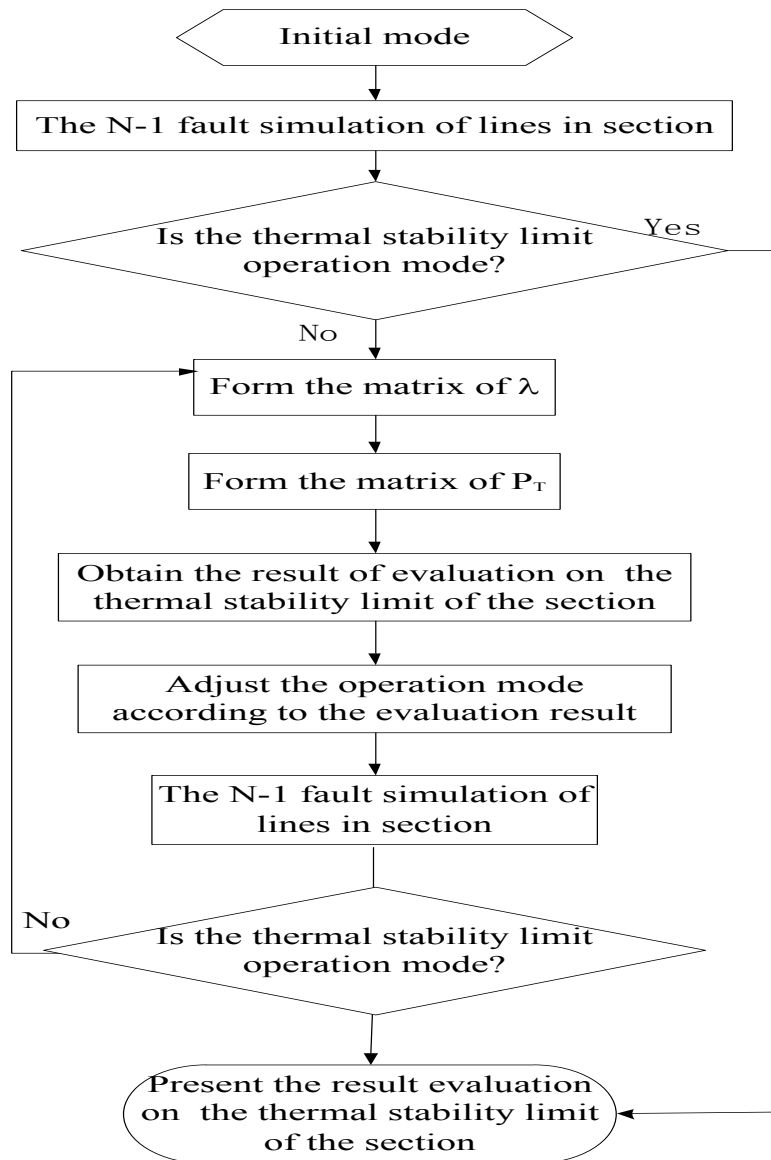 Initial mode
The N-1 fault simulation of lines in section
Is the thermal stability limit
operation mode?
Yes
No
Form the matrix of λ
Form the matrix of P_T
Obtain the result of evaluation on the
thermal stability limit of the section
Adjust the operation mode
according to the evaluation result
The N-1 fault simulation of
lines in section
No
Is the thermal stability limit
operation mode?
Present the result evaluation
on the thermal stability limit
of the section